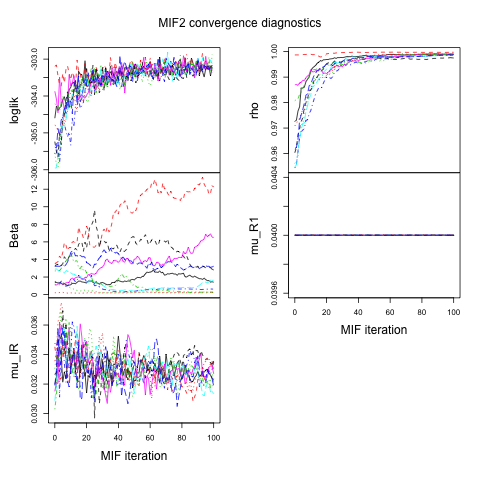 MIF2 convergence diagnostics
loglik
-303.0
-304.0
-305.0
-306.0
Beta
12
10
8
6
4
2
0
mu_IR
0.036
0.034
0.032
0.030
0 20 40 60 80 100
MIF iteration
rho
1.00
0.99
0.98
0.97
0.96
mu_R1
0.0404
0.0400
0.0396
0 20 40 60 80 100
MIF iteration